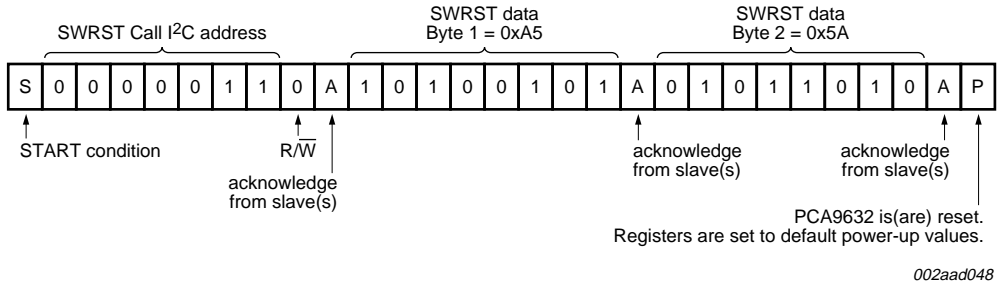 SWRST Call I²C address
SWRST data
Byte 1 = 0xA5
SWRST data
Byte 2 = 0x5A
S 0 0 0 0 0 1 1 0 A 1 0 1 0 0 1 0 1 A 0 1 0 1 1 0 1 0 A P
START condition
R/W̅
acknowledge
from slave(s)
acknowledge
from slave(s)
acknowledge
from slave(s)
PCA9632 is(are) reset.
Registers are set to default power-up values.
002aad048